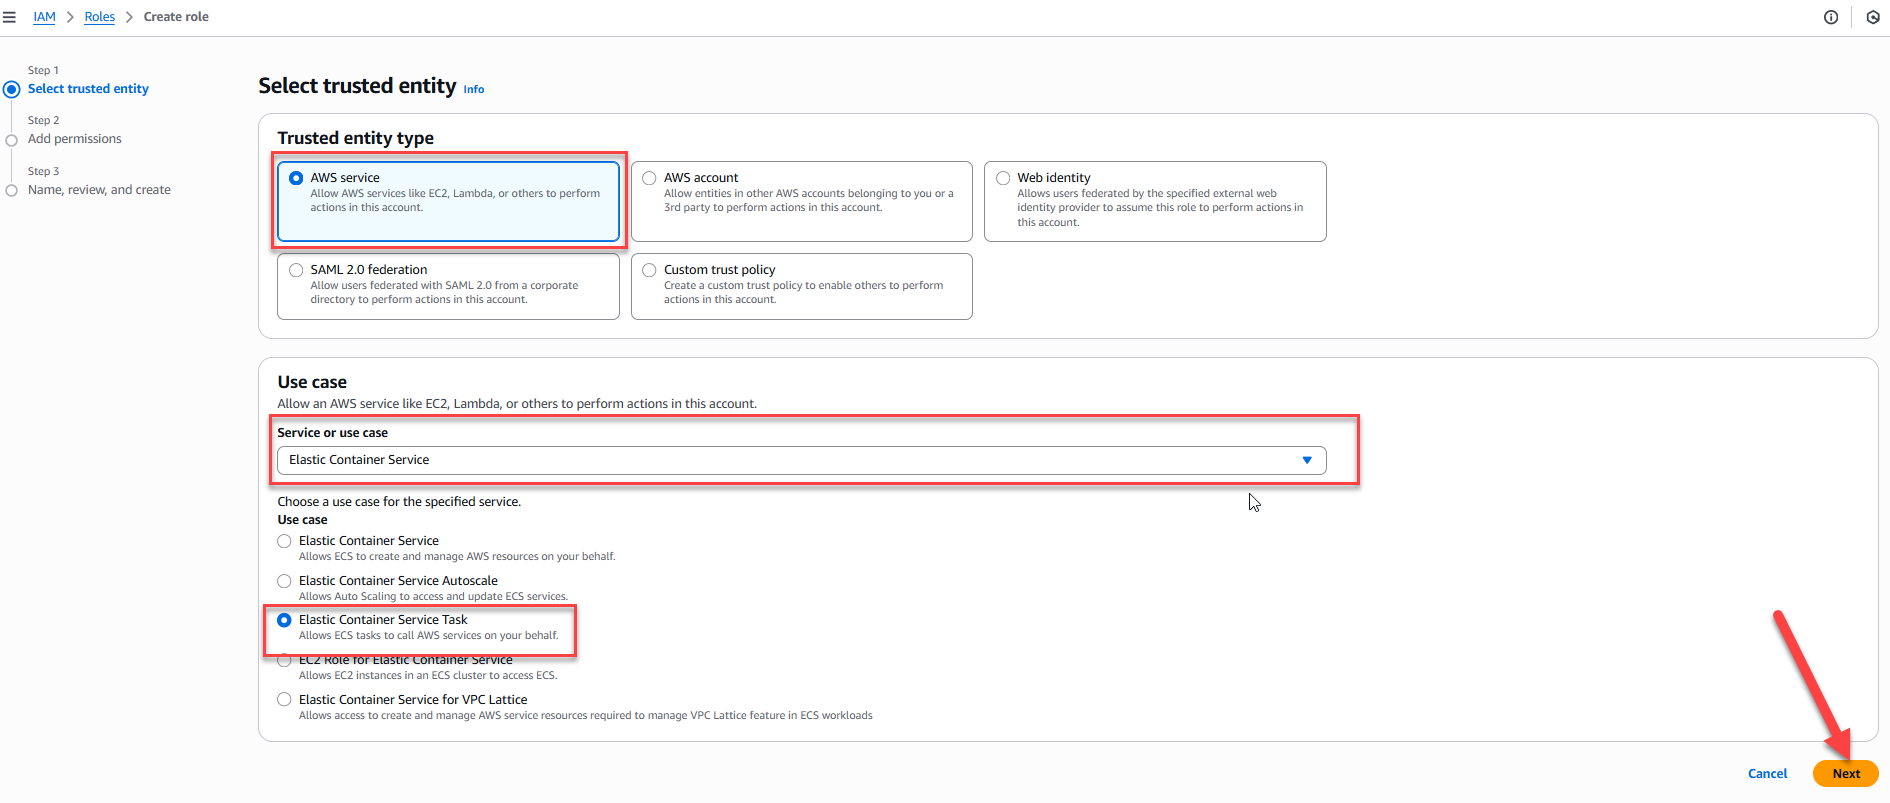 IAM > Roles > Create role
Step 1
Select trusted entity
Step 2
Add permissions
Step 3
Name, review, and create
Select trusted entity Info
Trusted entity type
AWS service
Allow AWS services like EC2, Lambda, or others to perform
actions in this account.
AWS account
Allow entities in other AWS accounts belonging to you or a
3rd party to perform actions in this account.
Web identity
Allows users federated by the specified external web
identity provider to assume this role to perform actions in
this account.
SAML 2.0 federation
Allow users federated with SAML 2.0 from a corporate
directory to perform actions in this account.
Custom trust policy
Create a custom trust policy to enable others to perform
actions in this account.
Use case
Allow an AWS service like EC2, Lambda, or others to perform actions in this account.
Service or use case
Elastic Container Service
Choose a use case for the specified service.
Use case
Elastic Container Service
Allows ECS to create and manage AWS resources on your behalf.
Elastic Container Service Autoscale
Allows Auto Scaling to access and update ECS services.
Elastic Container Service Task
Allows ECS tasks to call AWS services on your behalf.
EC2 Role for Elastic Container Service
Allows EC2 instances in an ECS cluster to access ECS.
Elastic Container Service for VPC Lattice
Allows access to create and manage AWS service resources required to manage VPC Lattice feature in ECS workloads
Cancel
Next